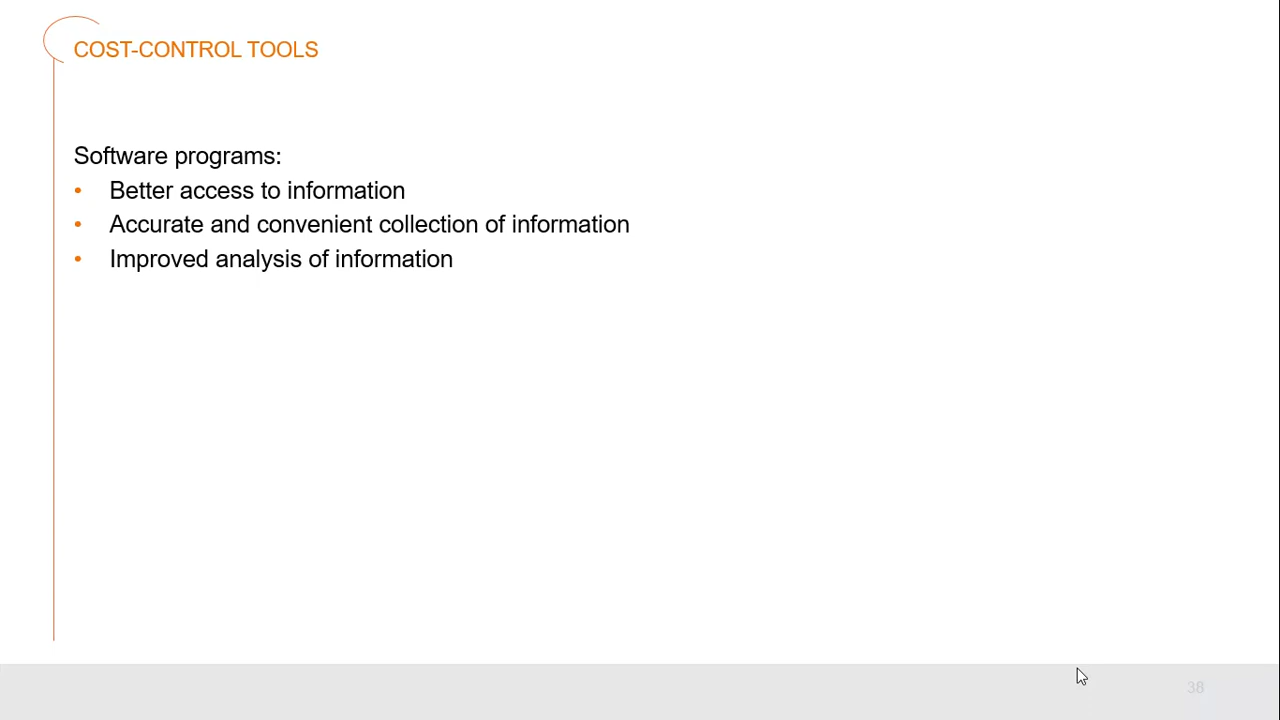 COST-CONTROL TOOLS
Software programs:
• Better access to information
• Accurate and convenient collection of information
• Improved analysis of information
38